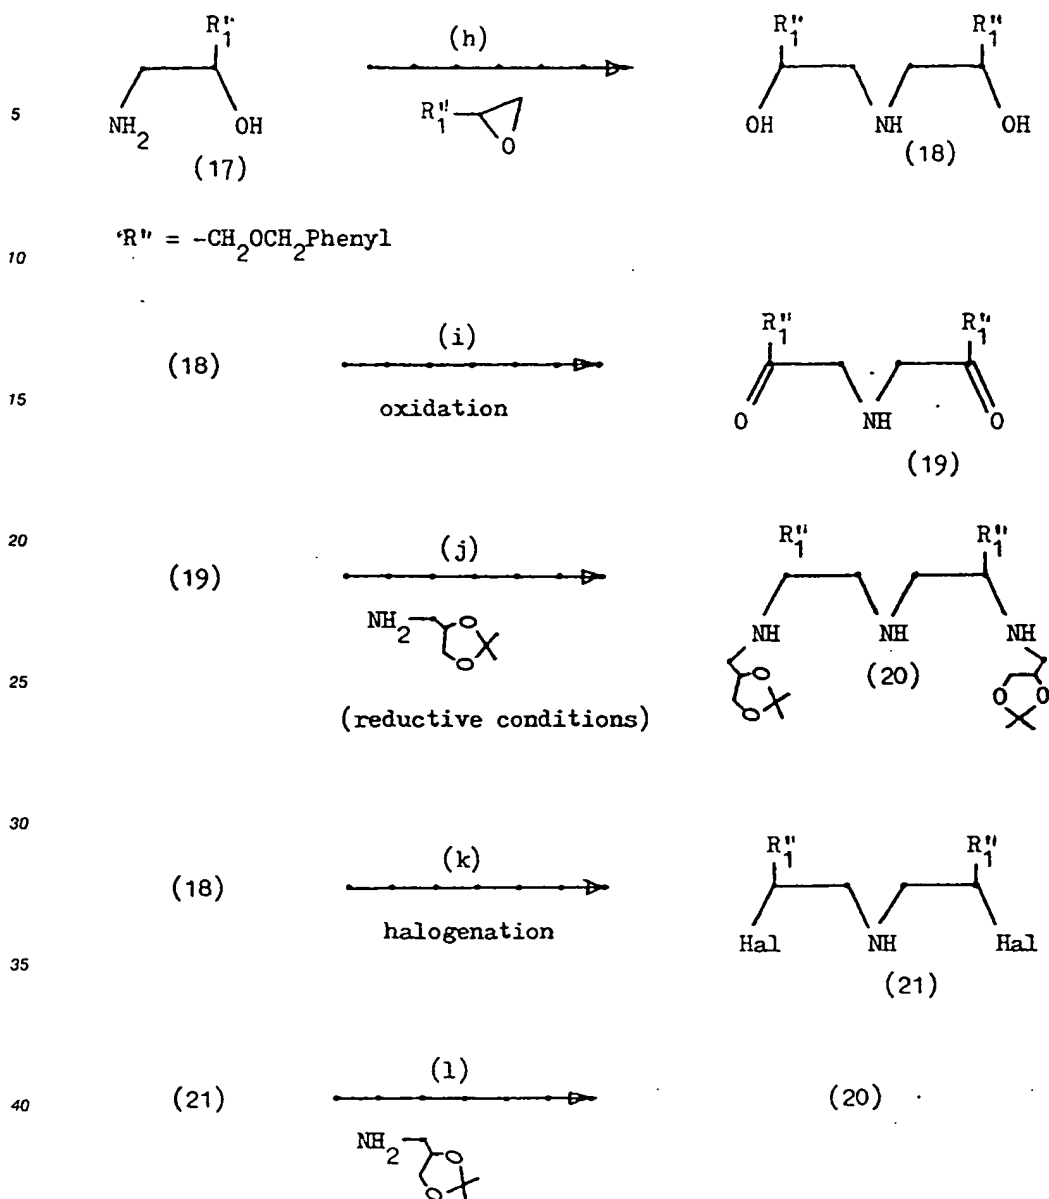 R"1 (h) R"1 R"1
5
NH2 OH R"1 O OH NH OH
(17) (18)
"R" = -CH2OCH2Phenyl
10
(18) (i) R"1 R"1
15
oxidation O NH O
(19)
20
(19) (j) R"1 R"1
NH2 O O NH NH NH
25
O O (20) O O
(reductive conditions)
30
(18) (k) R"1 R"1
halogenation Hal NH Hal
35
(21)
(21) (l) (20)
40
NH2 O O